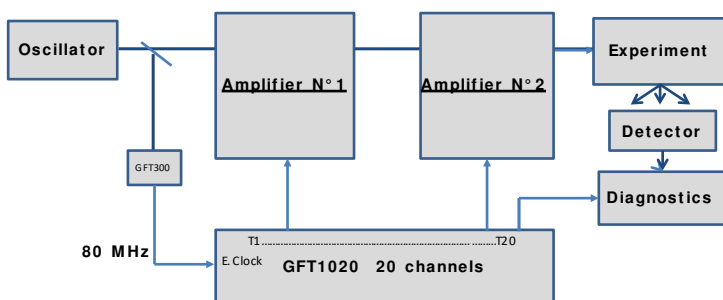 Oscillator
Amplifier N°1
Amplifier N°2
Experiment
Detector
Diagnostics
GFT300
80 MHz
T1...........................................................................T20
E. Clock
GFT1020 20 channels